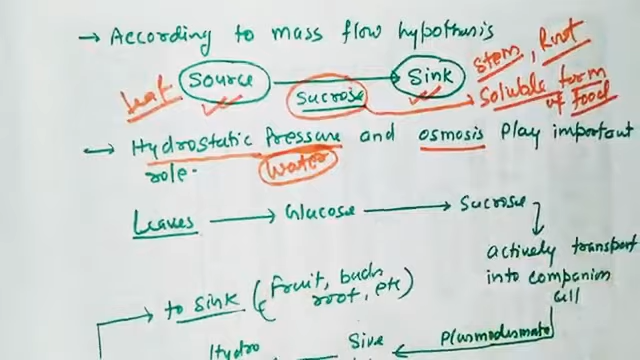 → According to mass flow hypothesis
Leaf Source → Sink Stem, Root
Sucrose Soluble form of Food
→ Hydrostatic Pressure and osmosis Play important
role. Water
Leaves → Glucose → Sucrose
actively transport
into companion
cell
→ to Sink (Fruit, buds
root, etc)
Hydro Sive Plasmodesmata